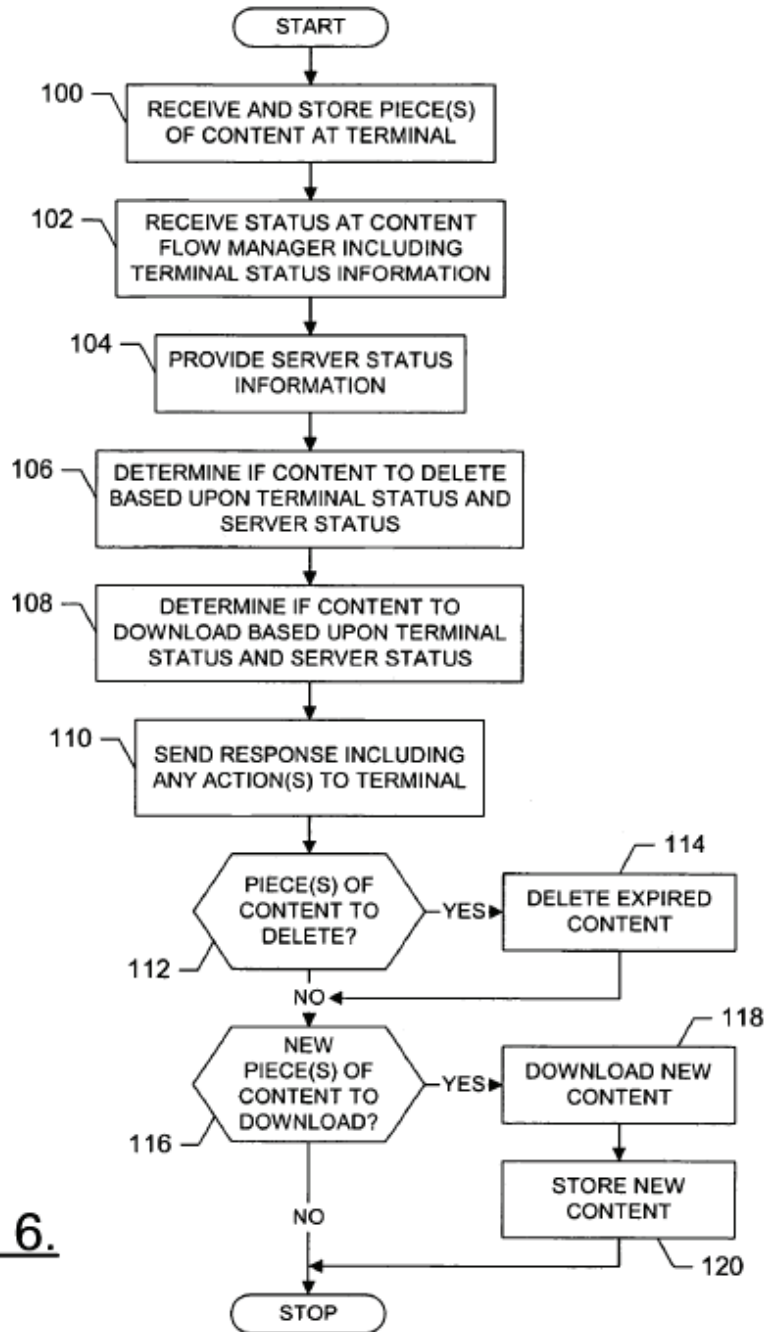 START
100
RECEIVE AND STORE PIECE(S)
OF CONTENT AT TERMINAL
102
RECEIVE STATUS AT CONTENT
FLOW MANAGER INCLUDING
TERMINAL STATUS INFORMATION
104
PROVIDE SERVER STATUS
INFORMATION
106
DETERMINE IF CONTENT TO DELETE
BASED UPON TERMINAL STATUS AND
SERVER STATUS
108
DETERMINE IF CONTENT TO
DOWNLOAD BASED UPON TERMINAL
STATUS AND SERVER STATUS
110
SEND RESPONSE INCLUDING
ANY ACTION(S) TO TERMINAL
112
PIECE(S) OF
CONTENT TO
DELETE?
YES
114
DELETE EXPIRED
CONTENT
NO
116
NEW
PIECE(S) OF
CONTENT TO
DOWNLOAD?
YES
118
DOWNLOAD NEW
CONTENT
STORE NEW
CONTENT
120
NO
6.
STOP